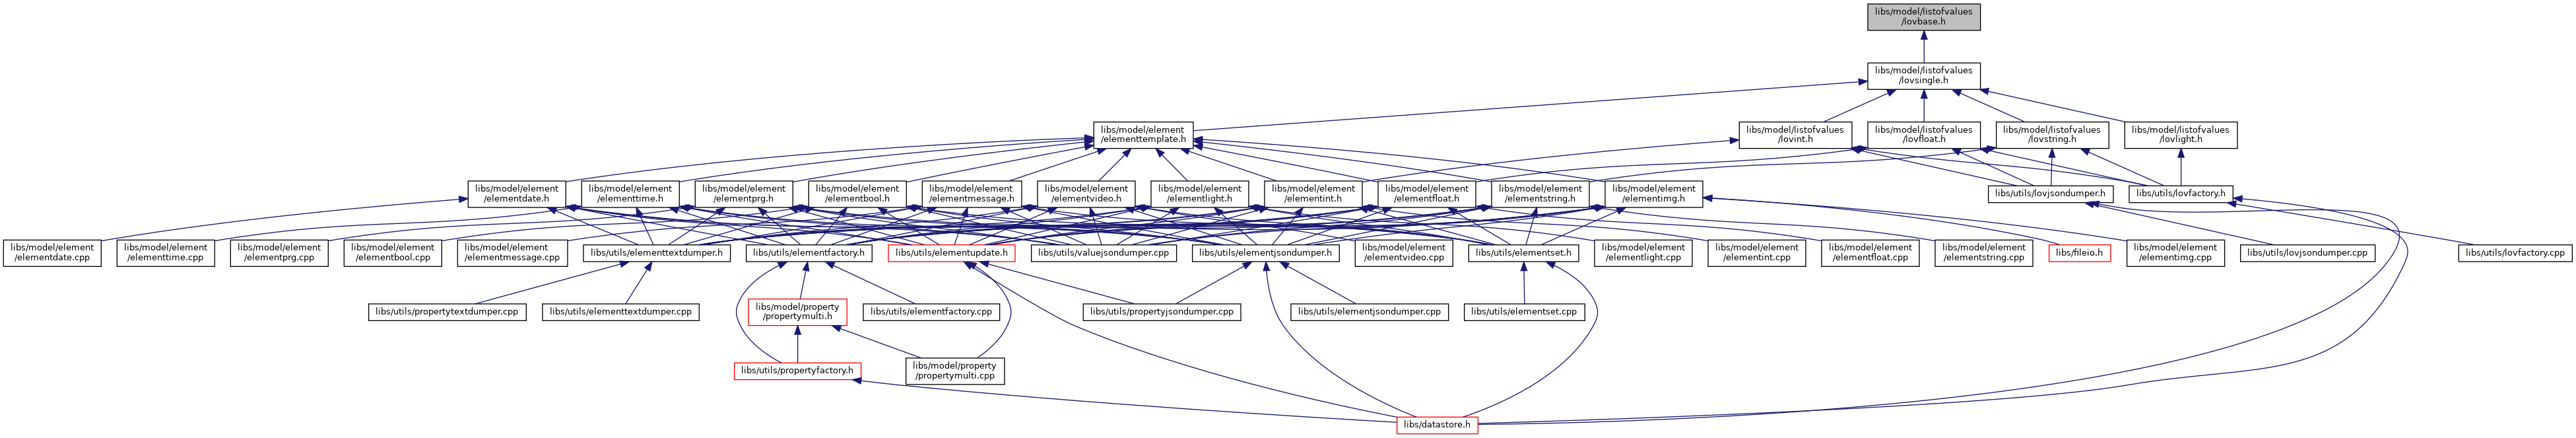 libs/model/listofvalues
/lovbase.h
libs/model/listofvalues
/lovsingle.h
libs/model/element
/elementtemplate.h
libs/model/listofvalues
/lovint.h
libs/model/listofvalues
/lovfloat.h
libs/model/listofvalues
/lovstring.h
libs/model/listofvalues
/lovlight.h
libs/model/element
/elementdate.h
libs/model/element
/elementtime.h
libs/model/element
/elementprg.h
libs/model/element
/elementbool.h
libs/model/element
/elementmessage.h
libs/model/element
/elementvideo.h
libs/model/element
/elementlight.h
libs/model/element
/elementint.h
libs/model/element
/elementfloat.h
libs/model/element
/elementstring.h
libs/model/element
/elementimg.h
libs/utils/lovjsondumper.h
libs/utils/lovfactory.h
libs/model/element
/elementdate.cpp
libs/model/element
/elementtime.cpp
libs/model/element
/elementprg.cpp
libs/model/element
/elementbool.cpp
libs/model/element
/elementmessage.cpp
libs/utils/elementtextdumper.h
libs/utils/elementfactory.h
libs/utils/elementupdate.h
libs/utils/valuejsondumper.cpp
libs/utils/elementjsondumper.h
libs/model/element
/elementvideo.cpp
libs/utils/elementset.h
libs/model/element
/elementlight.cpp
libs/model/element
/elementint.cpp
libs/model/element
/elementfloat.cpp
libs/model/element
/elementstring.cpp
libs/fileio.h
libs/model/element
/elementimg.cpp
libs/utils/lovjsondumper.cpp
libs/utils/lovfactory.cpp
libs/utils/propertytextdumper.cpp
libs/utils/elementtextdumper.cpp
libs/model/property
/propertymulti.h
libs/utils/elementfactory.cpp
libs/utils/propertyjsondumper.cpp
libs/utils/elementjsondumper.cpp
libs/utils/elementset.cpp
libs/utils/propertyfactory.h
libs/model/property
/propertymulti.cpp
libs/datastore.h